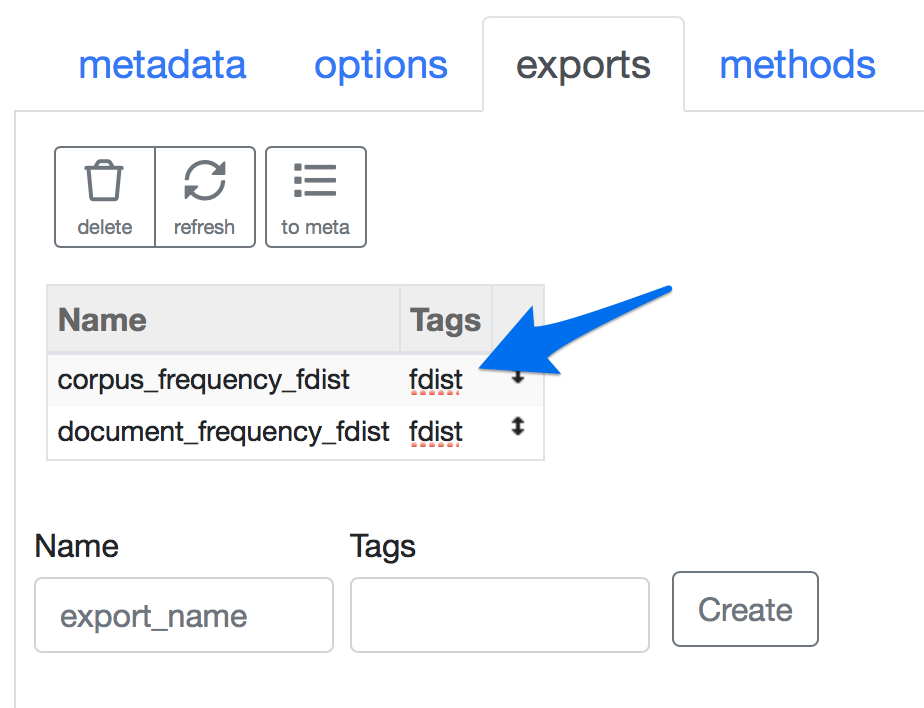 metadata options exports methods
delete refresh to meta
Name Tags
corpus_frequency_fdist fdist
document_frequency_fdist fdist
Name Tags
export_name Create